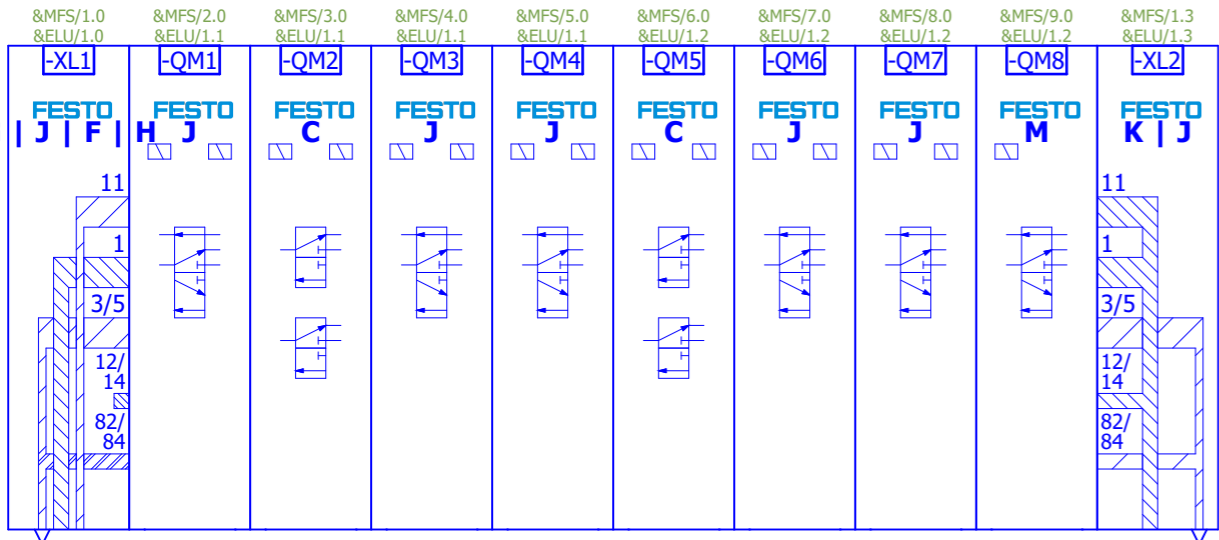 &MFS/1.0 &MFS/2.0 &MFS/3.0 &MFS/4.0 &MFS/5.0 &MFS/6.0 &MFS/7.0 &MFS/8.0 &MFS/9.0 &MFS/1.3
&ELU/1.0 &ELU/1.1 &ELU/1.1 &ELU/1.1 &ELU/1.1 &ELU/1.2 &ELU/1.2 &ELU/1.2 &ELU/1.2 &ELU/1.3
-XL1 -QM1 -QM2 -QM3 -QM4 -QM5 -QM6 -QM7 -QM8 -XL2
FESTO FESTO FESTO FESTO FESTO FESTO FESTO FESTO FESTO FESTO
| J | F | H J C J J C J J M K | J
11 11
1 1
3/5 3/5
12/ 12/
14 14
82/ 82/
84 84